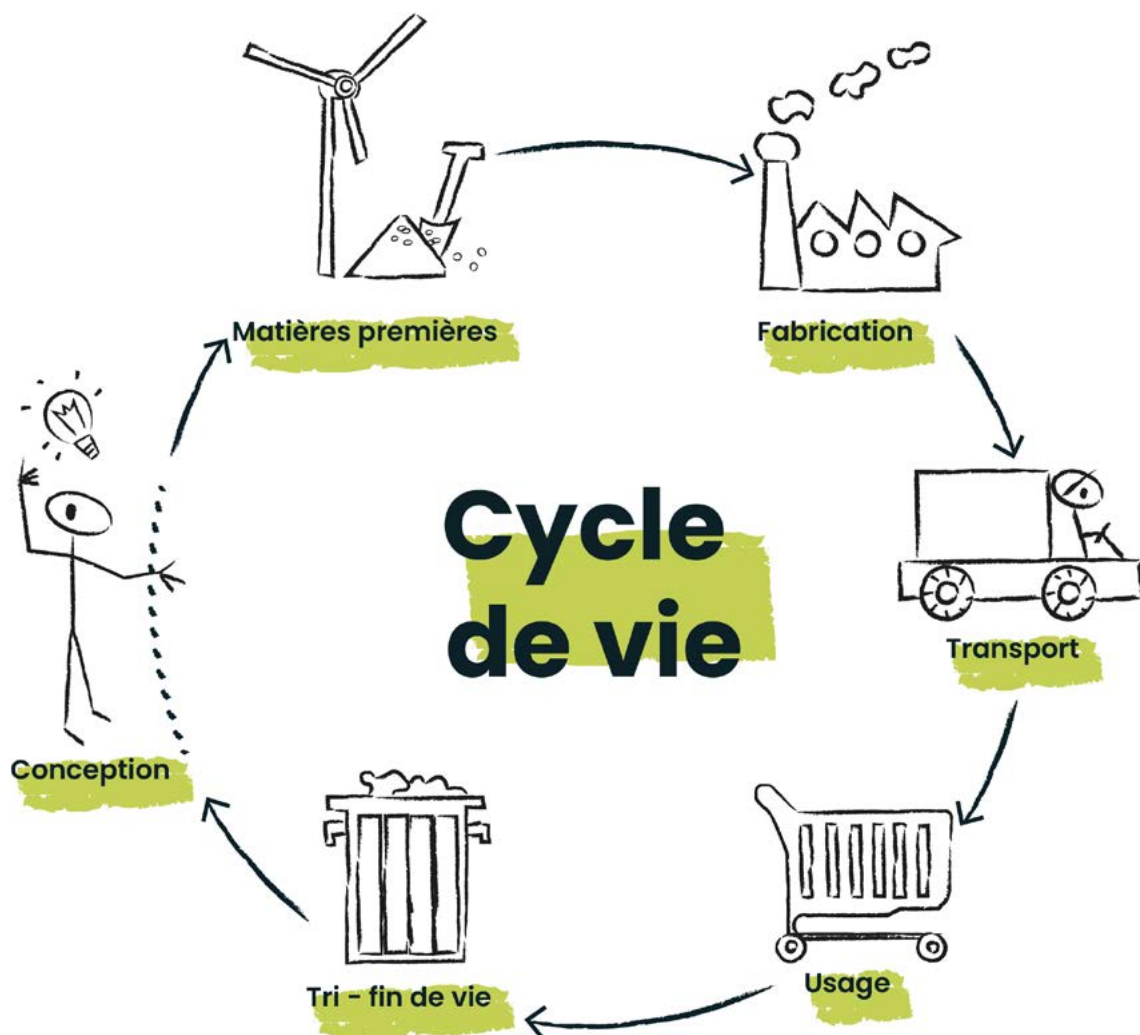 Matières premières
Fabrication
Cycle
de vie
Transport
Conception
Usage
Tri - fin de vie